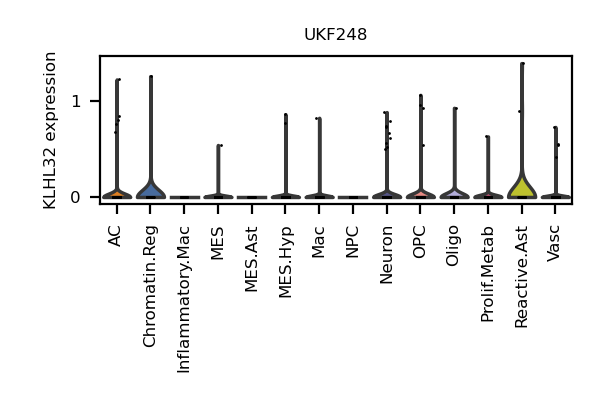 UKF248
KLHL32 expression
1
0
AC
Chromatin.Reg
Inflammatory.Mac
MES
MES.Ast
MES.Hyp
Mac
NPC
Neuron
OPC
Oligo
Prolif.Metab
Reactive.Ast
Vasc